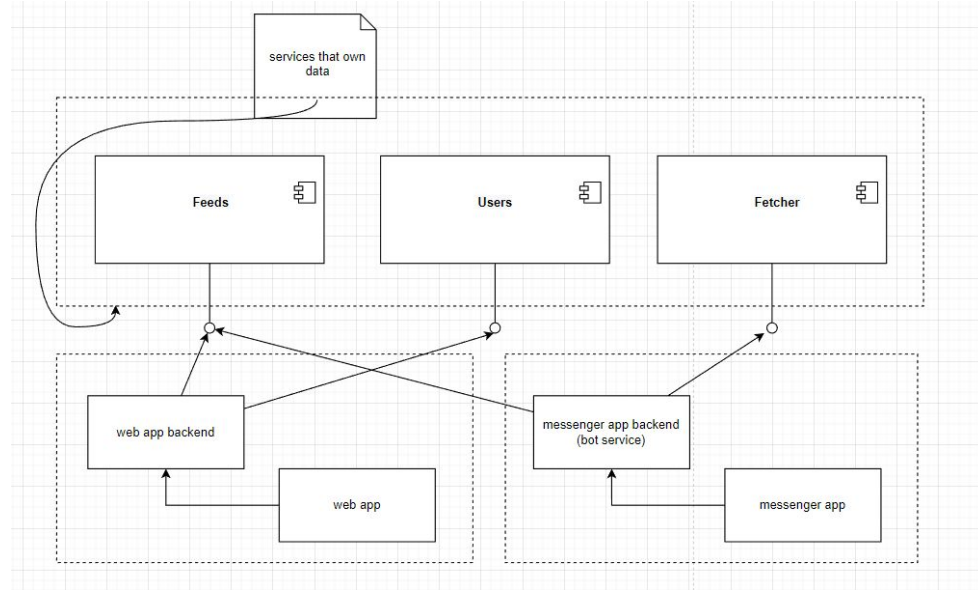 services that own
data
Feeds
Users
Fetcher
web app backend
messenger app backend
(bot service)
web app
messenger app